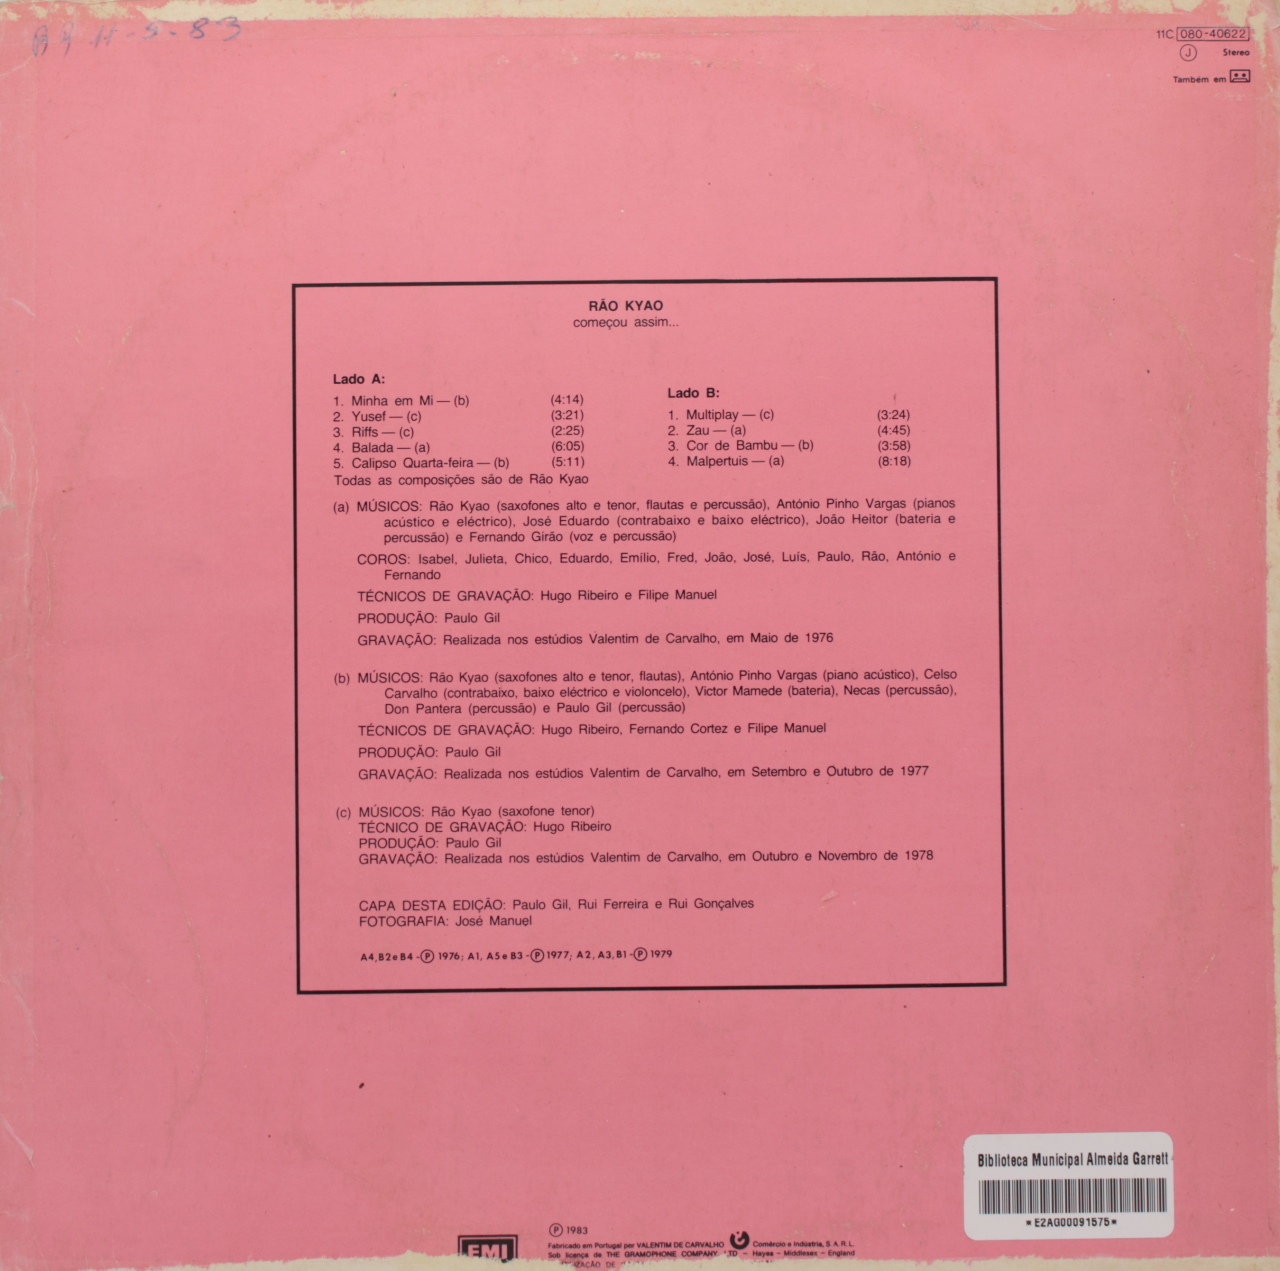 11C 080-40622
J Stereo
Também em
RÃO KYAO
começou assim...
Lado A:
1. Minha em Mi — (b) (4:14)
2. Yusef — (c) (3:21)
3. Riffs — (c) (2:25)
4. Balada — (a) (6:05)
5. Calipso Quarta-feira — (b) (5:11)
Todas as composições são de Rão Kyao
Lado B:
1. Multiplay — (c) (3:24)
2. Zau — (a) (4:45)
3. Cor de Bambu — (b) (3:58)
4. Malpertuis — (a) (8:18)
(a) MÚSICOS: Rão Kyao (saxofones alto e tenor, flautas e percussão), António Pinho Vargas (pianos
acústico e eléctrico), José Eduardo (contrabaixo e baixo eléctrico), João Heitor (bateria e
percussão) e Fernando Girão (voz e percussão)
COROS: Isabel, Julieta, Chico, Eduardo, Emílio, Fred, João, José, Luís, Paulo, Rão, António e
Fernando
TÉCNICOS DE GRAVAÇÃO: Hugo Ribeiro e Filipe Manuel
PRODUÇÃO: Paulo Gil
GRAVAÇÃO: Realizada nos estúdios Valentim de Carvalho, em Maio de 1976
(b) MÚSICOS: Rão Kyao (saxofones alto e tenor, flautas), António Pinho Vargas (piano acústico), Celso
Carvalho (contrabaixo, baixo eléctrico e violoncelo), Victor Mamede (bateria), Necas (percussão),
Don Pantera (percussão) e Paulo Gil (percussão)
TÉCNICOS DE GRAVAÇÃO: Hugo Ribeiro, Fernando Cortez e Filipe Manuel
PRODUÇÃO: Paulo Gil
GRAVAÇÃO: Realizada nos estúdios Valentim de Carvalho, em Setembro e Outubro de 1977
(c) MÚSICOS: Rão Kyao (saxofone tenor)
TÉCNICO DE GRAVAÇÃO: Hugo Ribeiro
PRODUÇÃO: Paulo Gil
GRAVAÇÃO: Realizada nos estúdios Valentim de Carvalho, em Outubro e Novembro de 1978
CAPA DESTA EDIÇÃO: Paulo Gil, Rui Ferreira e Rui Gonçalves
FOTOGRAFIA: José Manuel
A4, B2 e B4 - Ⓟ 1976; A1, A5 e B3 - Ⓟ 1977; A2, A3, B1 - Ⓟ 1979
Biblioteca Municipal Almeida Garrett
*E2AG00091575*
Ⓟ 1983
EMI
Fabricado em Portugal por VALENTIM DE CARVALHO Comércio e Indústria, S.A.R.L.
Sub licença de THE GRAMOPHONE COMPANY, LTD – Hayes – Middlesex – England